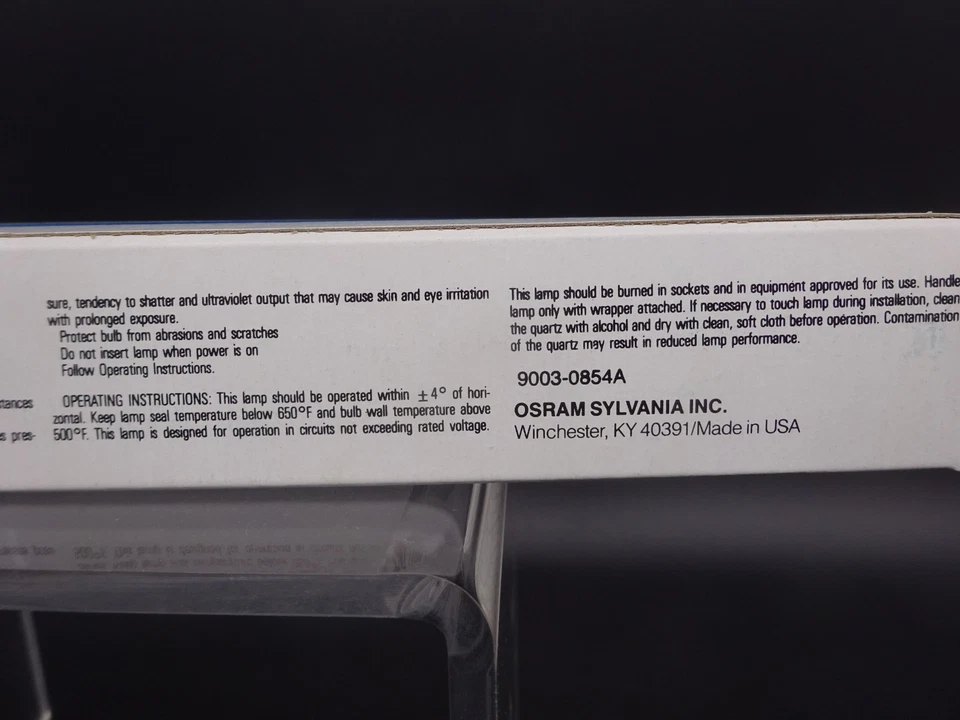 tances
s pres-
sure, tendency to shatter and ultraviolet output that may cause skin and eye irritation
with prolonged exposure.
Protect bulb from abrasions and scratches
Do not insert lamp when power is on
Follow Operating Instructions.
OPERATING INSTRUCTIONS: This lamp should be operated within ±4° of hori-
zontal. Keep lamp seal temperature below 650°F and bulb wall temperature above
500°F. This lamp is designed for operation in circuits not exceeding rated voltage.
This lamp should be burned in sockets and in equipment approved for its use. Handle
lamp only with wrapper attached. If necessary to touch lamp during installation, clean
the quartz with alcohol and dry with clean, soft cloth before operation. Contamination
of the quartz may result in reduced lamp performance.
9003-0854A
OSRAM SYLVANIA INC.
Winchester, KY 40391/Made in USA